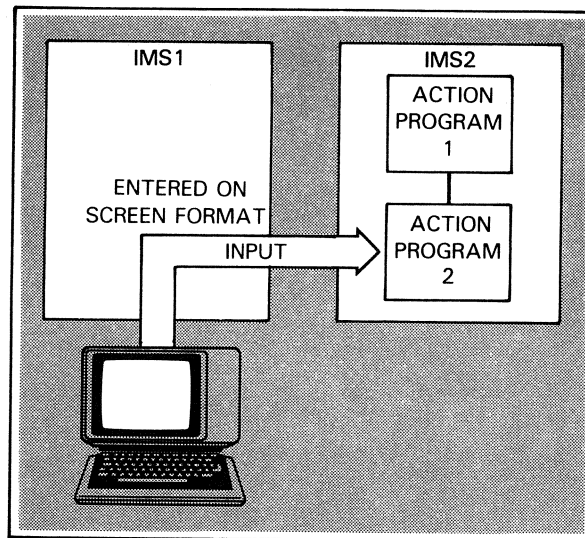 IMS1
ENTERED ON
SCREEN FORMAT
INPUT
IMS2
ACTION
PROGRAM
1
ACTION
PROGRAM
2